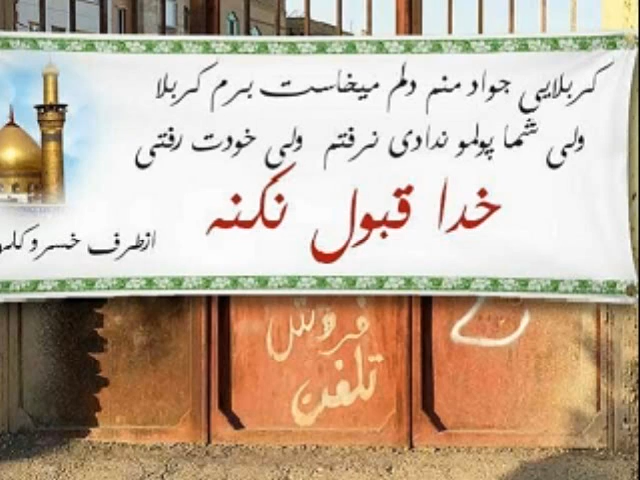 کربلایی جواد منم دلم میخاست برم کربلا
ولی شما پولمو ندادی نرفتم ولی خودت رفتی
خدا قبول نکنه
ازطرف خسرو
فروش
تلفن